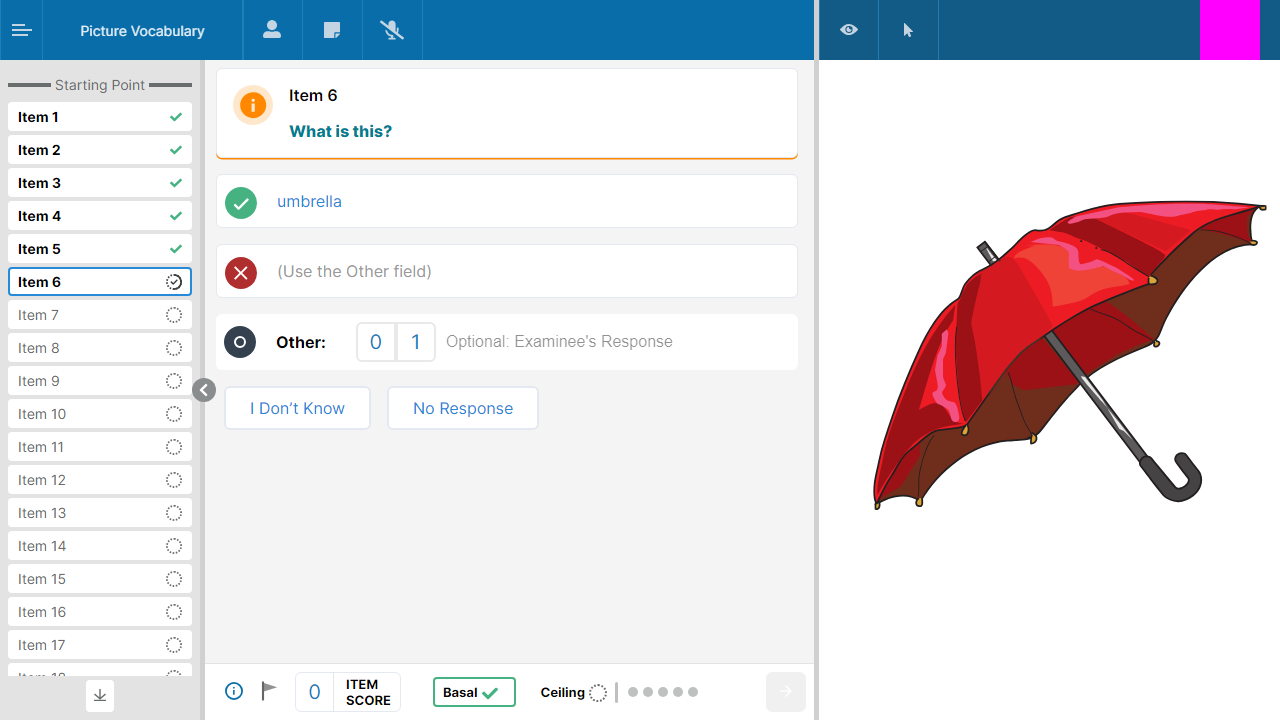 Picture Vocabulary
Starting Point
Item 1
Item 2
Item 3
Item 4
Item 5
Item 6
Item 7
Item 8
Item 9
Item 10
Item 11
Item 12
Item 13
Item 14
Item 15
Item 16
Item 17
Item 18
Item 6
What is this?
umbrella
(Use the Other field)
Other: 0 1 Optional: Examinee's Response
I Don’t Know No Response
0 ITEM SCORE Basal Ceiling